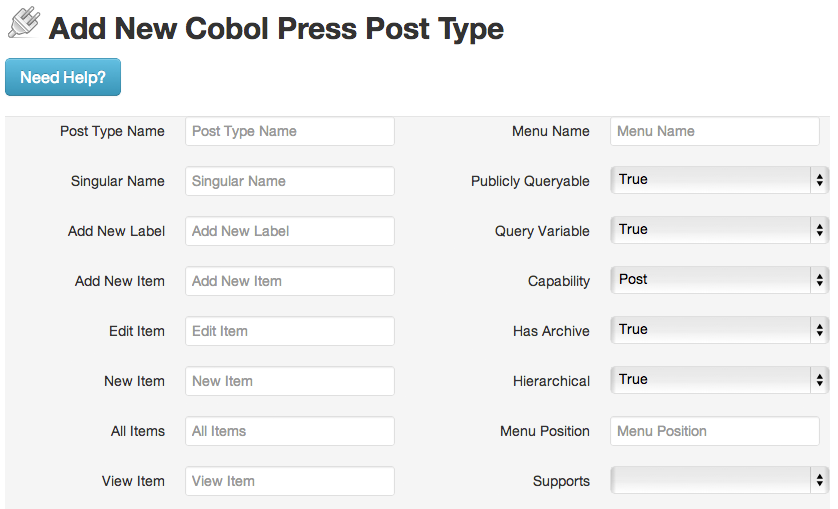 Add New Cobol Press Post Type
Need Help?
Post Type Name Post Type Name Menu Name Menu Name
Singular Name Singular Name Publicly Queryable True
Add New Label Add New Label Query Variable True
Add New Item Add New Item Capability Post
Edit Item Edit Item Has Archive True
New Item New Item Hierarchical True
All Items All Items Menu Position Menu Position
View Item View Item Supports